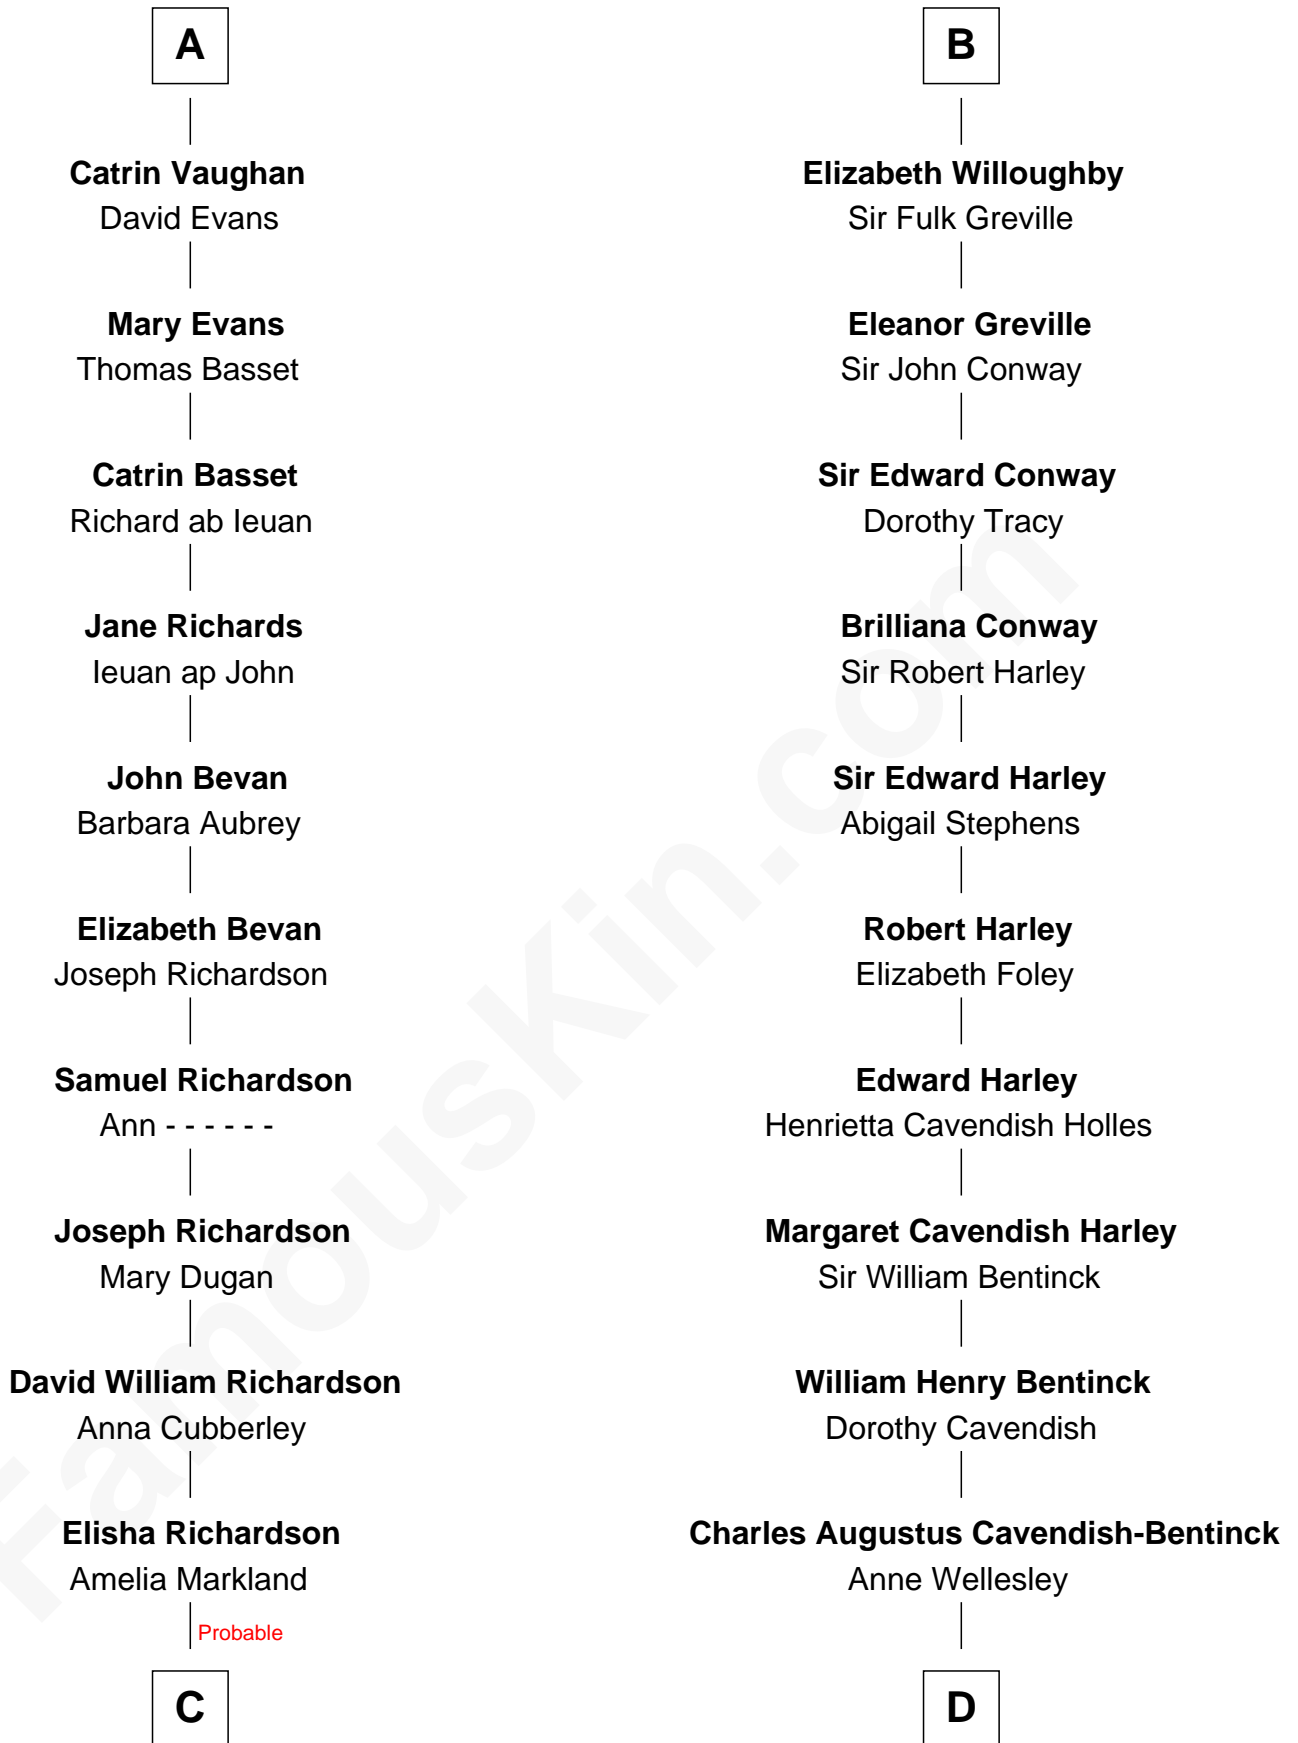 A
Catrin Vaughan
David Evans
Mary Evans
Thomas Basset
Catrin Basset
Richard ab Ieuan
Jane Richards
Ieuan ap John
John Bevan
Barbara Aubrey
Elizabeth Bevan
Joseph Richardson
Samuel Richardson
Ann - - - - - -
Joseph Richardson
Mary Dugan
David William Richardson
Anna Cubberley
Elisha Richardson
Amelia Markland
Probable
C
B
Elizabeth Willoughby
Sir Fulk Greville
Eleanor Greville
Sir John Conway
Sir Edward Conway
Dorothy Tracy
Brilliana Conway
Sir Robert Harley
Sir Edward Harley
Abigail Stephens
Robert Harley
Elizabeth Foley
Edward Harley
Henrietta Cavendish Holles
Margaret Cavendish Harley
Sir William Bentinck
William Henry Bentinck
Dorothy Cavendish
Charles Augustus Cavendish-Bentinck
Anne Wellesley
D
FamousKin.com